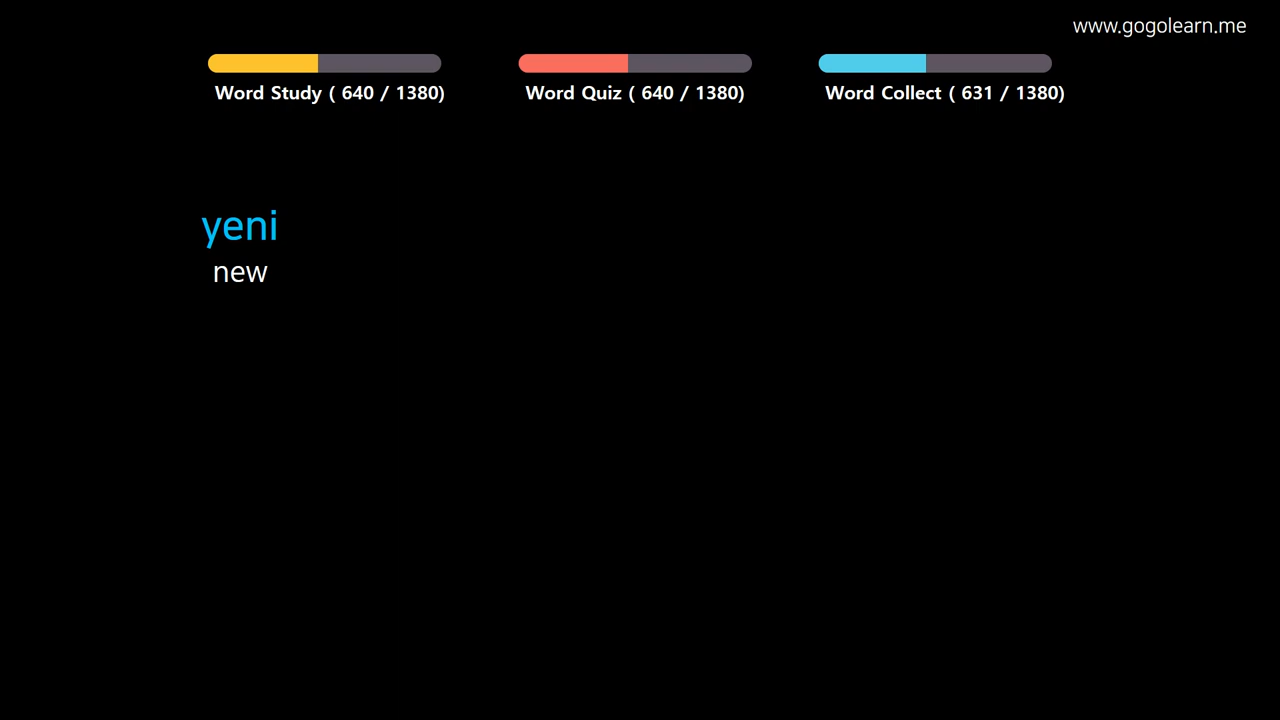 www.gogolearn.me
Word Study ( 640 / 1380)
Word Quiz ( 640 / 1380)
Word Collect ( 631 / 1380)
yeni
new